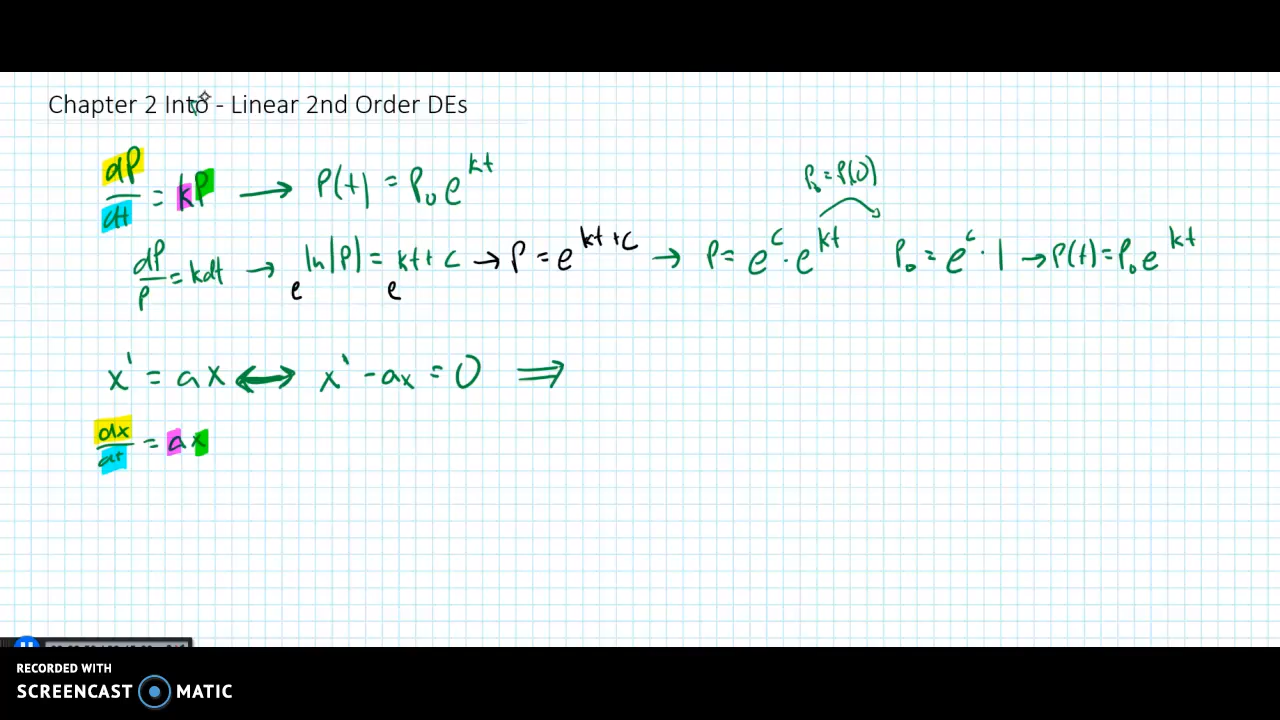 Chapter 2 Into - Linear 2nd Order DEs
dP/dt = kP → P(t) = P₀e^{kt}
P₀ = P(0)
dP/P = kdt → ln|P| = kt + c → P = e^{kt+c} → P = e^c · e^{kt} P₀ = e^c · 1 → P(t) = P₀e^{kt}
e e
x' = ax ↔ x' - ax = 0 ⇒
dx/dt = ax
RECORDED WITH
SCREENCAST MATIC